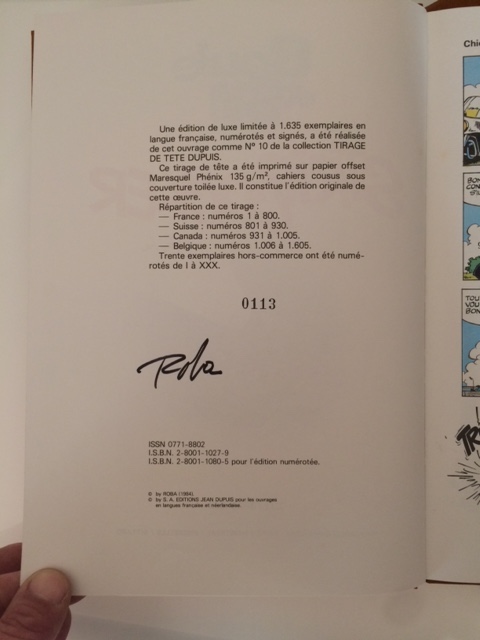 Une édition de luxe limitée à 1.635 exemplaires en
langue française, numérotés et signés, a été réalisée
de cet ouvrage comme N° 10 de la collection TIRAGE
DE TETE DUPUIS.
Ce tirage de tête a été imprimé sur papier offset
Maresquel Phénix 135 g/m², cahiers cousus sous
couverture toilée luxe. Il constitue l'édition originale de
cette œuvre.
Répartition de ce tirage :
— France : numéros 1 à 800.
— Suisse : numéros 801 à 930.
— Canada : numéros 931 à 1.005.
— Belgique : numéros 1.006 à 1.605.
Trente exemplaires hors-commerce ont été numé-
rotés de I à XXX.
0113
Roba
ISSN 0771-8802
I.S.B.N. 2-8001-1027-9
I.S.B.N. 2-8001-1080-5 pour l'édition numérotée.
© by ROBA (1984).
© by S. A. EDITIONS JEAN DUPUIS pour les ouvrages
en langues française et néerlandaise.